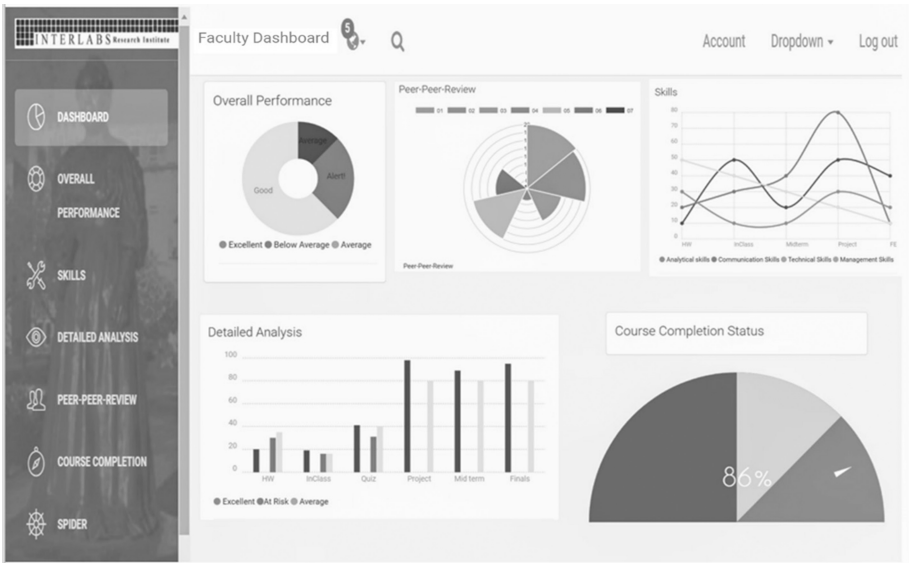 INTERLABS Research Institute
Faculty Dashboard
5
Account
Dropdown
Log out
DASHBOARD
OVERALL
PERFORMANCE
SKILLS
DETAILED ANALYSIS
PEER-PEER-REVIEW
COURSE COMPLETION
SPIDER
Overall Performance
Average
Alert!
Good
Excellent Below Average Average
Peer-Peer-Review
01 02 03 04 05 06 07
Peer-Peer-Review
Skills
80
70
60
50
40
30
20
10
0
HW InClass Midterm Project FE
Analytical skills Communication Skills Technical Skills Management Skills
Detailed Analysis
100
80
60
40
20
0
HW InClass Quiz Project Mid term Finals
Excellent At Risk Average
Course Completion Status
86%